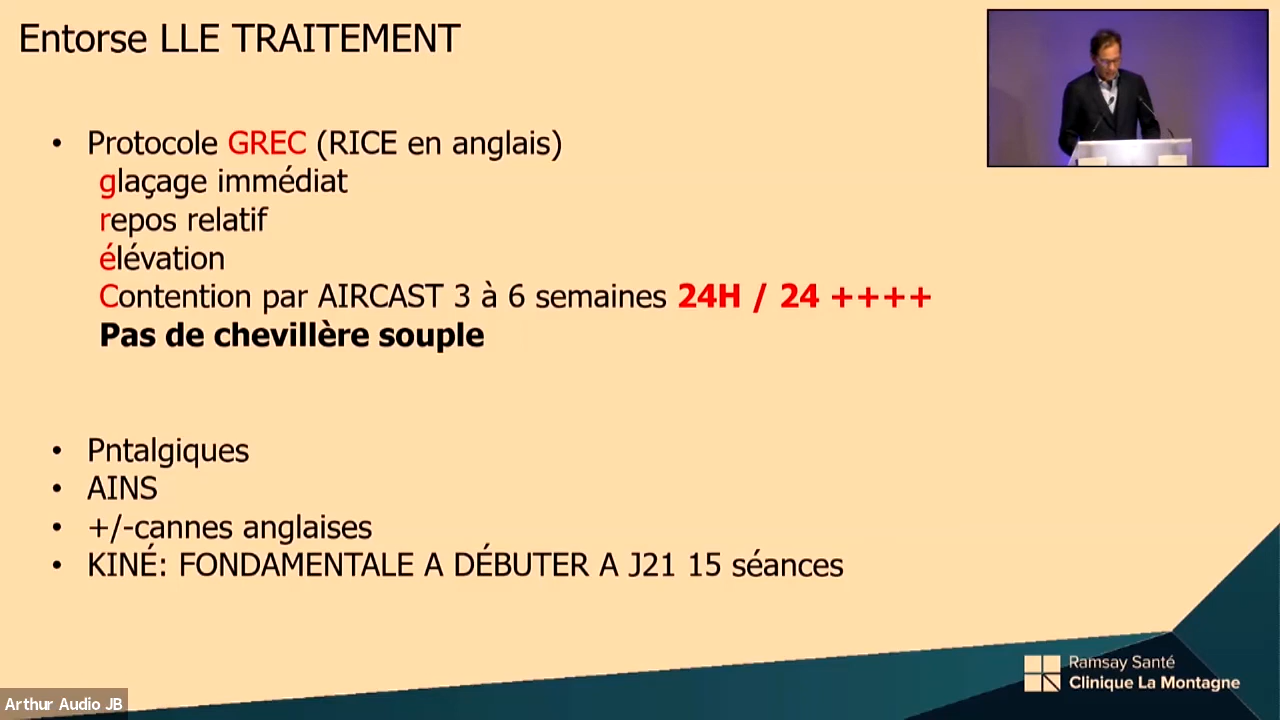 Entorse LLE TRAITEMENT
• Protocole GREC (RICE en anglais)
glaçage immédiat
repos relatif
élévation
Contention par AIRCAST 3 à 6 semaines 24H / 24 ++++
Pas de chevillère souple
• Pntalgiques
• AINS
• +/-cannes anglaises
• KINÉ: FONDAMENTALE A DÉBUTER A J21 15 séances
Ramsay Santé
Clinique La Montagne
Arthur Audio JB